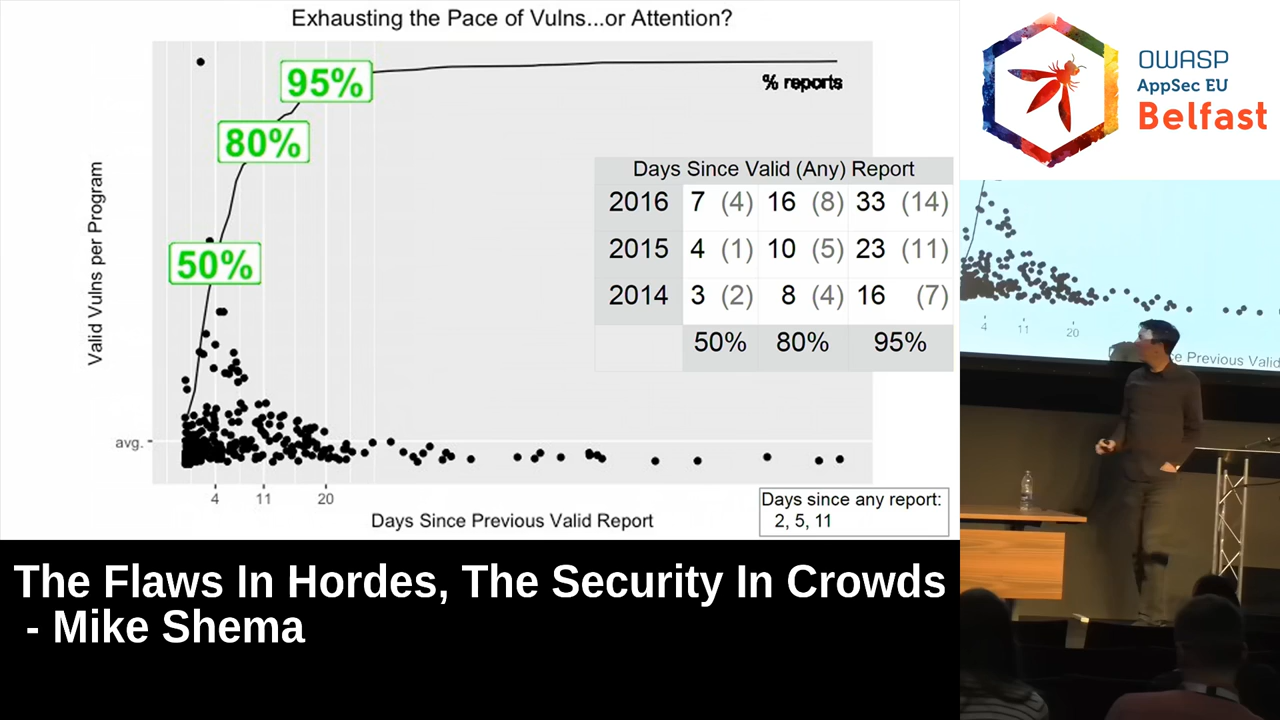 Exhausting the Pace of Vulns...or Attention?
95%
80%
50%
% reports
Valid Vulns per Program
avg.
4 11 20
Days Since Previous Valid Report
Days Since Valid (Any) Report
2016 7 (4) 16 (8) 33 (14)
2015 4 (1) 10 (5) 23 (11)
2014 3 (2) 8 (4) 16 (7)
50% 80% 95%
Days since any report:
2, 5, 11
OWASP
AppSec EU
Belfast
4 11 20
ce Previous Valid
The Flaws In Hordes, The Security In Crowds
- Mike Shema